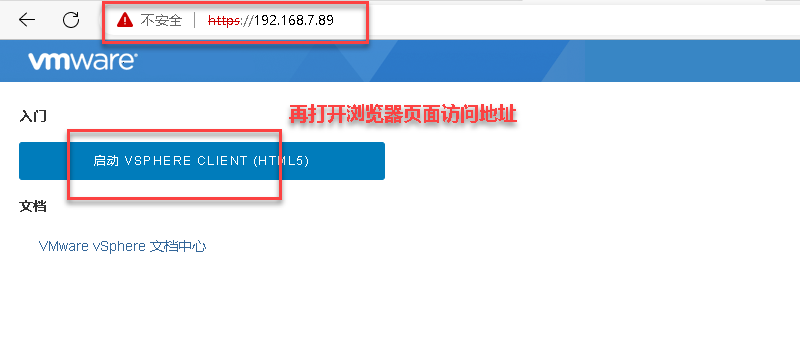 不安全 | https://192.168.7.89
vmware®
入门
再打开浏览器页面访问地址
启动 VSPHERE CLIENT (HTML5)
文档
VMware vSphere 文档中心